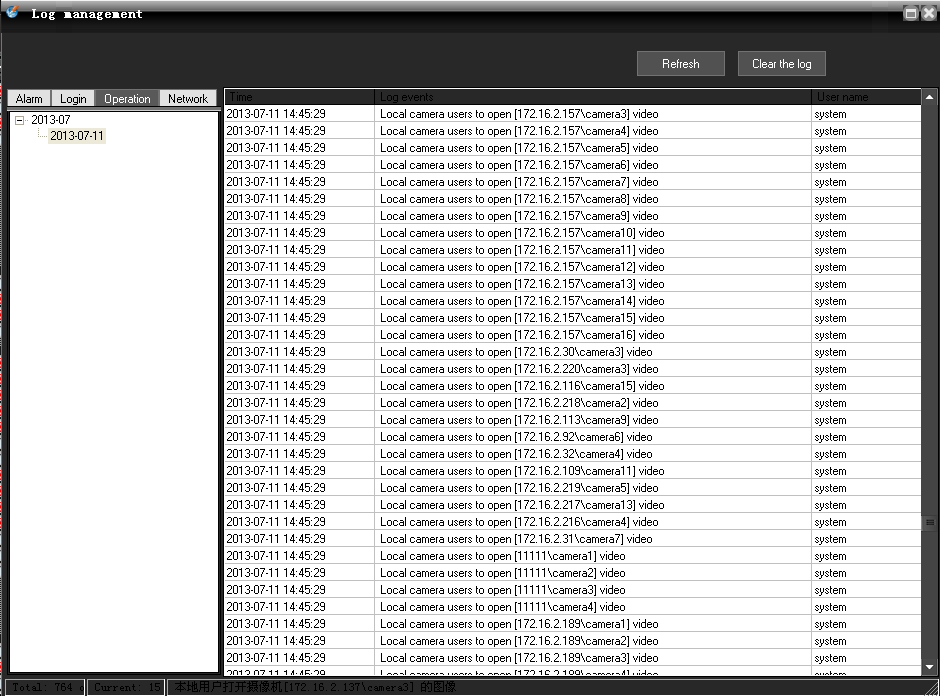 Log management
Refresh Clear the log
Alarm Login Operation Network
2013-07
2013-07-11
Time Log events User name
2013-07-11 14:45:29 Local camera users to open [172.16.2.157\camera3] video system
2013-07-11 14:45:29 Local camera users to open [172.16.2.157\camera4] video system
2013-07-11 14:45:29 Local camera users to open [172.16.2.157\camera5] video system
2013-07-11 14:45:29 Local camera users to open [172.16.2.157\camera6] video system
2013-07-11 14:45:29 Local camera users to open [172.16.2.157\camera7] video system
2013-07-11 14:45:29 Local camera users to open [172.16.2.157\camera8] video system
2013-07-11 14:45:29 Local camera users to open [172.16.2.157\camera9] video system
2013-07-11 14:45:29 Local camera users to open [172.16.2.157\camera10] video system
2013-07-11 14:45:29 Local camera users to open [172.16.2.157\camera11] video system
2013-07-11 14:45:29 Local camera users to open [172.16.2.157\camera12] video system
2013-07-11 14:45:29 Local camera users to open [172.16.2.157\camera13] video system
2013-07-11 14:45:29 Local camera users to open [172.16.2.157\camera14] video system
2013-07-11 14:45:29 Local camera users to open [172.16.2.157\camera15] video system
2013-07-11 14:45:29 Local camera users to open [172.16.2.157\camera16] video system
2013-07-11 14:45:29 Local camera users to open [172.16.2.30\camera3] video system
2013-07-11 14:45:29 Local camera users to open [172.16.2.220\camera3] video system
2013-07-11 14:45:29 Local camera users to open [172.16.2.116\camera15] video system
2013-07-11 14:45:29 Local camera users to open [172.16.2.218\camera2] video system
2013-07-11 14:45:29 Local camera users to open [172.16.2.113\camera9] video system
2013-07-11 14:45:29 Local camera users to open [172.16.2.92\camera6] video system
2013-07-11 14:45:29 Local camera users to open [172.16.2.32\camera4] video system
2013-07-11 14:45:29 Local camera users to open [172.16.2.109\camera11] video system
2013-07-11 14:45:29 Local camera users to open [172.16.2.219\camera5] video system
2013-07-11 14:45:29 Local camera users to open [172.16.2.217\camera13] video system
2013-07-11 14:45:29 Local camera users to open [172.16.2.216\camera4] video system
2013-07-11 14:45:29 Local camera users to open [172.16.2.31\camera7] video system
2013-07-11 14:45:29 Local camera users to open [11111\camera1] video system
2013-07-11 14:45:29 Local camera users to open [11111\camera2] video system
2013-07-11 14:45:29 Local camera users to open [11111\camera3] video system
2013-07-11 14:45:29 Local camera users to open [11111\camera4] video system
2013-07-11 14:45:29 Local camera users to open [172.16.2.189\camera1] video system
2013-07-11 14:45:29 Local camera users to open [172.16.2.189\camera2] video system
2013-07-11 14:45:29 Local camera users to open [172.16.2.189\camera3] video system
2013-07-11 14:45:29 Local camera users to open [172.16.2.189\camera4] video system
Total: 764 Current: 15 本地用户打开摄像机[172.16.2.137\camera3] 的图像